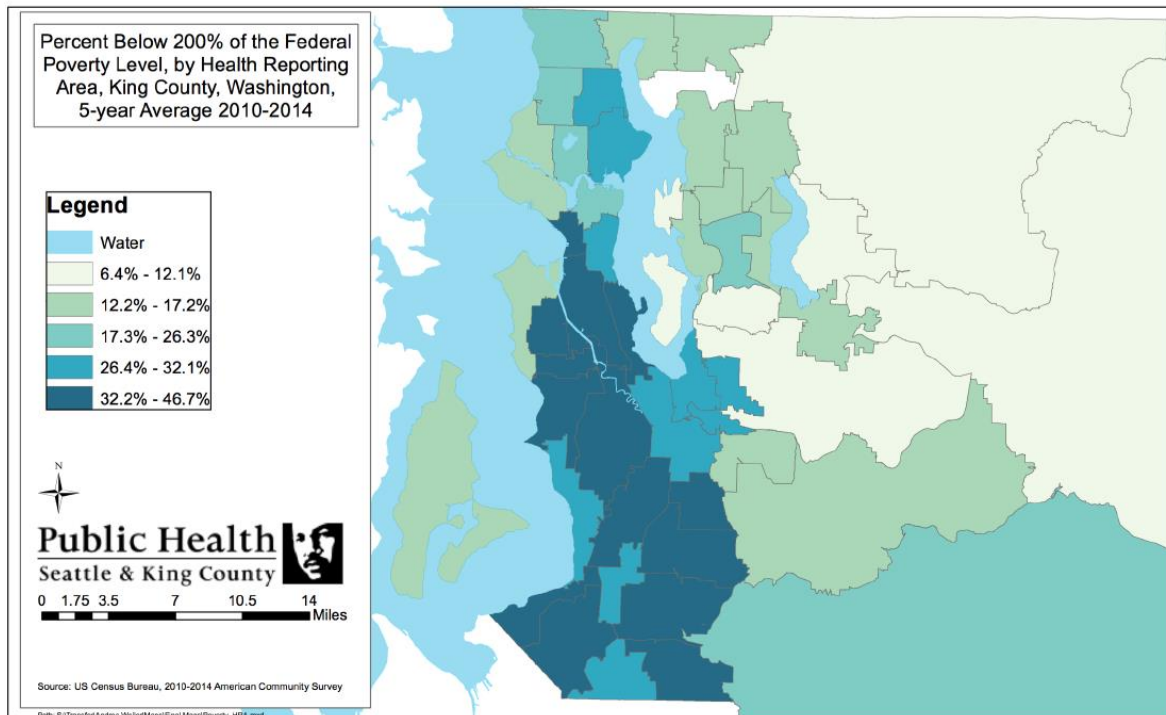 Percent Below 200% of the Federal
Poverty Level, by Health Reporting
Area, King County, Washington,
5-year Average 2010-2014
Legend
Water
6.4% - 12.1%
12.2% - 17.2%
17.3% - 26.3%
26.4% - 32.1%
32.2% - 46.7%
N
Public Health
Seattle & King County
0 1.75 3.5 7 10.5 14
Miles
Source: US Census Bureau, 2010-2014 American Community Survey